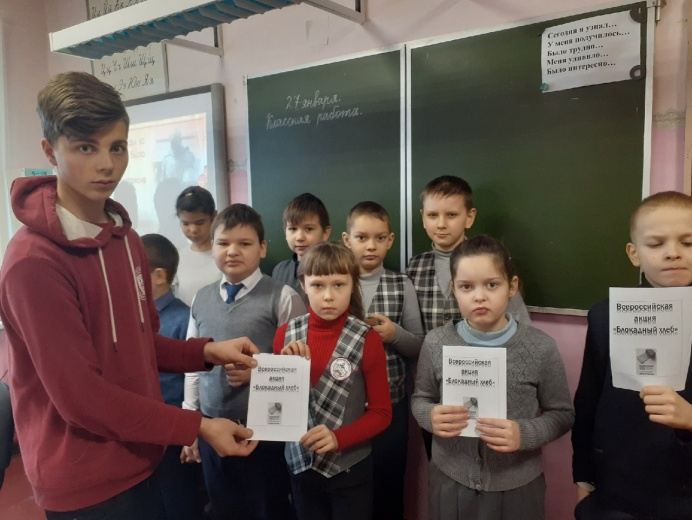 27 января.
Классная работа.
Сегодня я узнал...
У меня получилось...
Было трудно...
Меня удивило...
Было интересно...
Всероссийская
акция
«Блокадный хлеб»
Всероссийская
акция
«Блокадный хлеб»
Всероссийская
акция
«Блокадный хлеб»